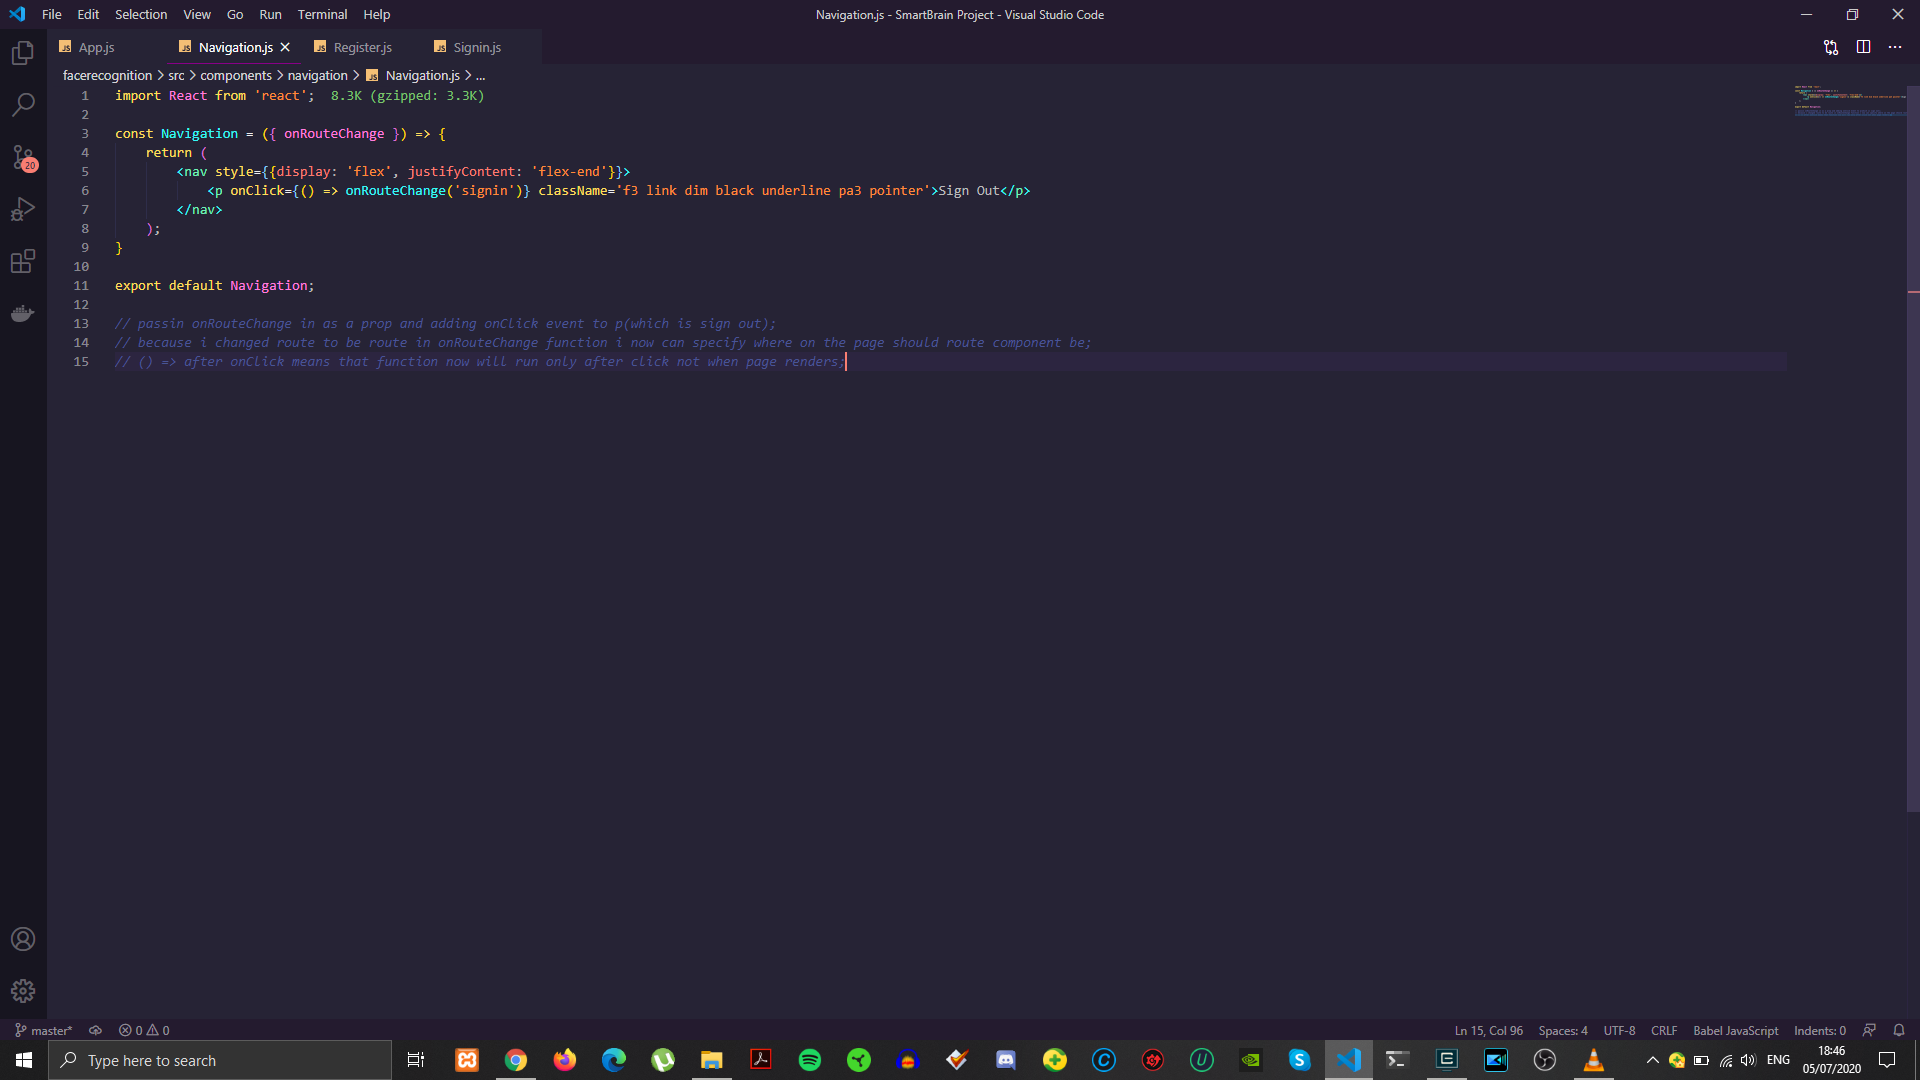 File Edit Selection View Go Run Terminal Help Navigation.js - SmartBrain Project - Visual Studio Code
JS App.js JS Navigation.js JS Register.js JS Signin.js
facerecognition > src > components > navigation > JS Navigation.js > ...
1 import React from 'react'; 8.3K (gzipped: 3.3K)
2
3 const Navigation = ({ onRouteChange }) => {
4 return (
5 <nav style={{display: 'flex', justifyContent: 'flex-end'}}>
6 <p onClick={() => onRouteChange('signin')} className='f3 link dim black underline pa3 pointer'>Sign Out</p>
7 </nav>
8 );
9 }
10
11 export default Navigation;
12
13 // passin onRouteChange in as a prop and adding onClick event to p(which is sign out);
14 // because i changed route to be route in onRouteChange function i now can specify where on the page should route component be;
15 // () => after onClick means that function now will run only after click not when page renders;
20
master* 0 0 Ln 15, Col 96 Spaces: 4 UTF-8 CRLF Babel JavaScript Indents: 0
Type here to search ENG 18:46
05/07/2020